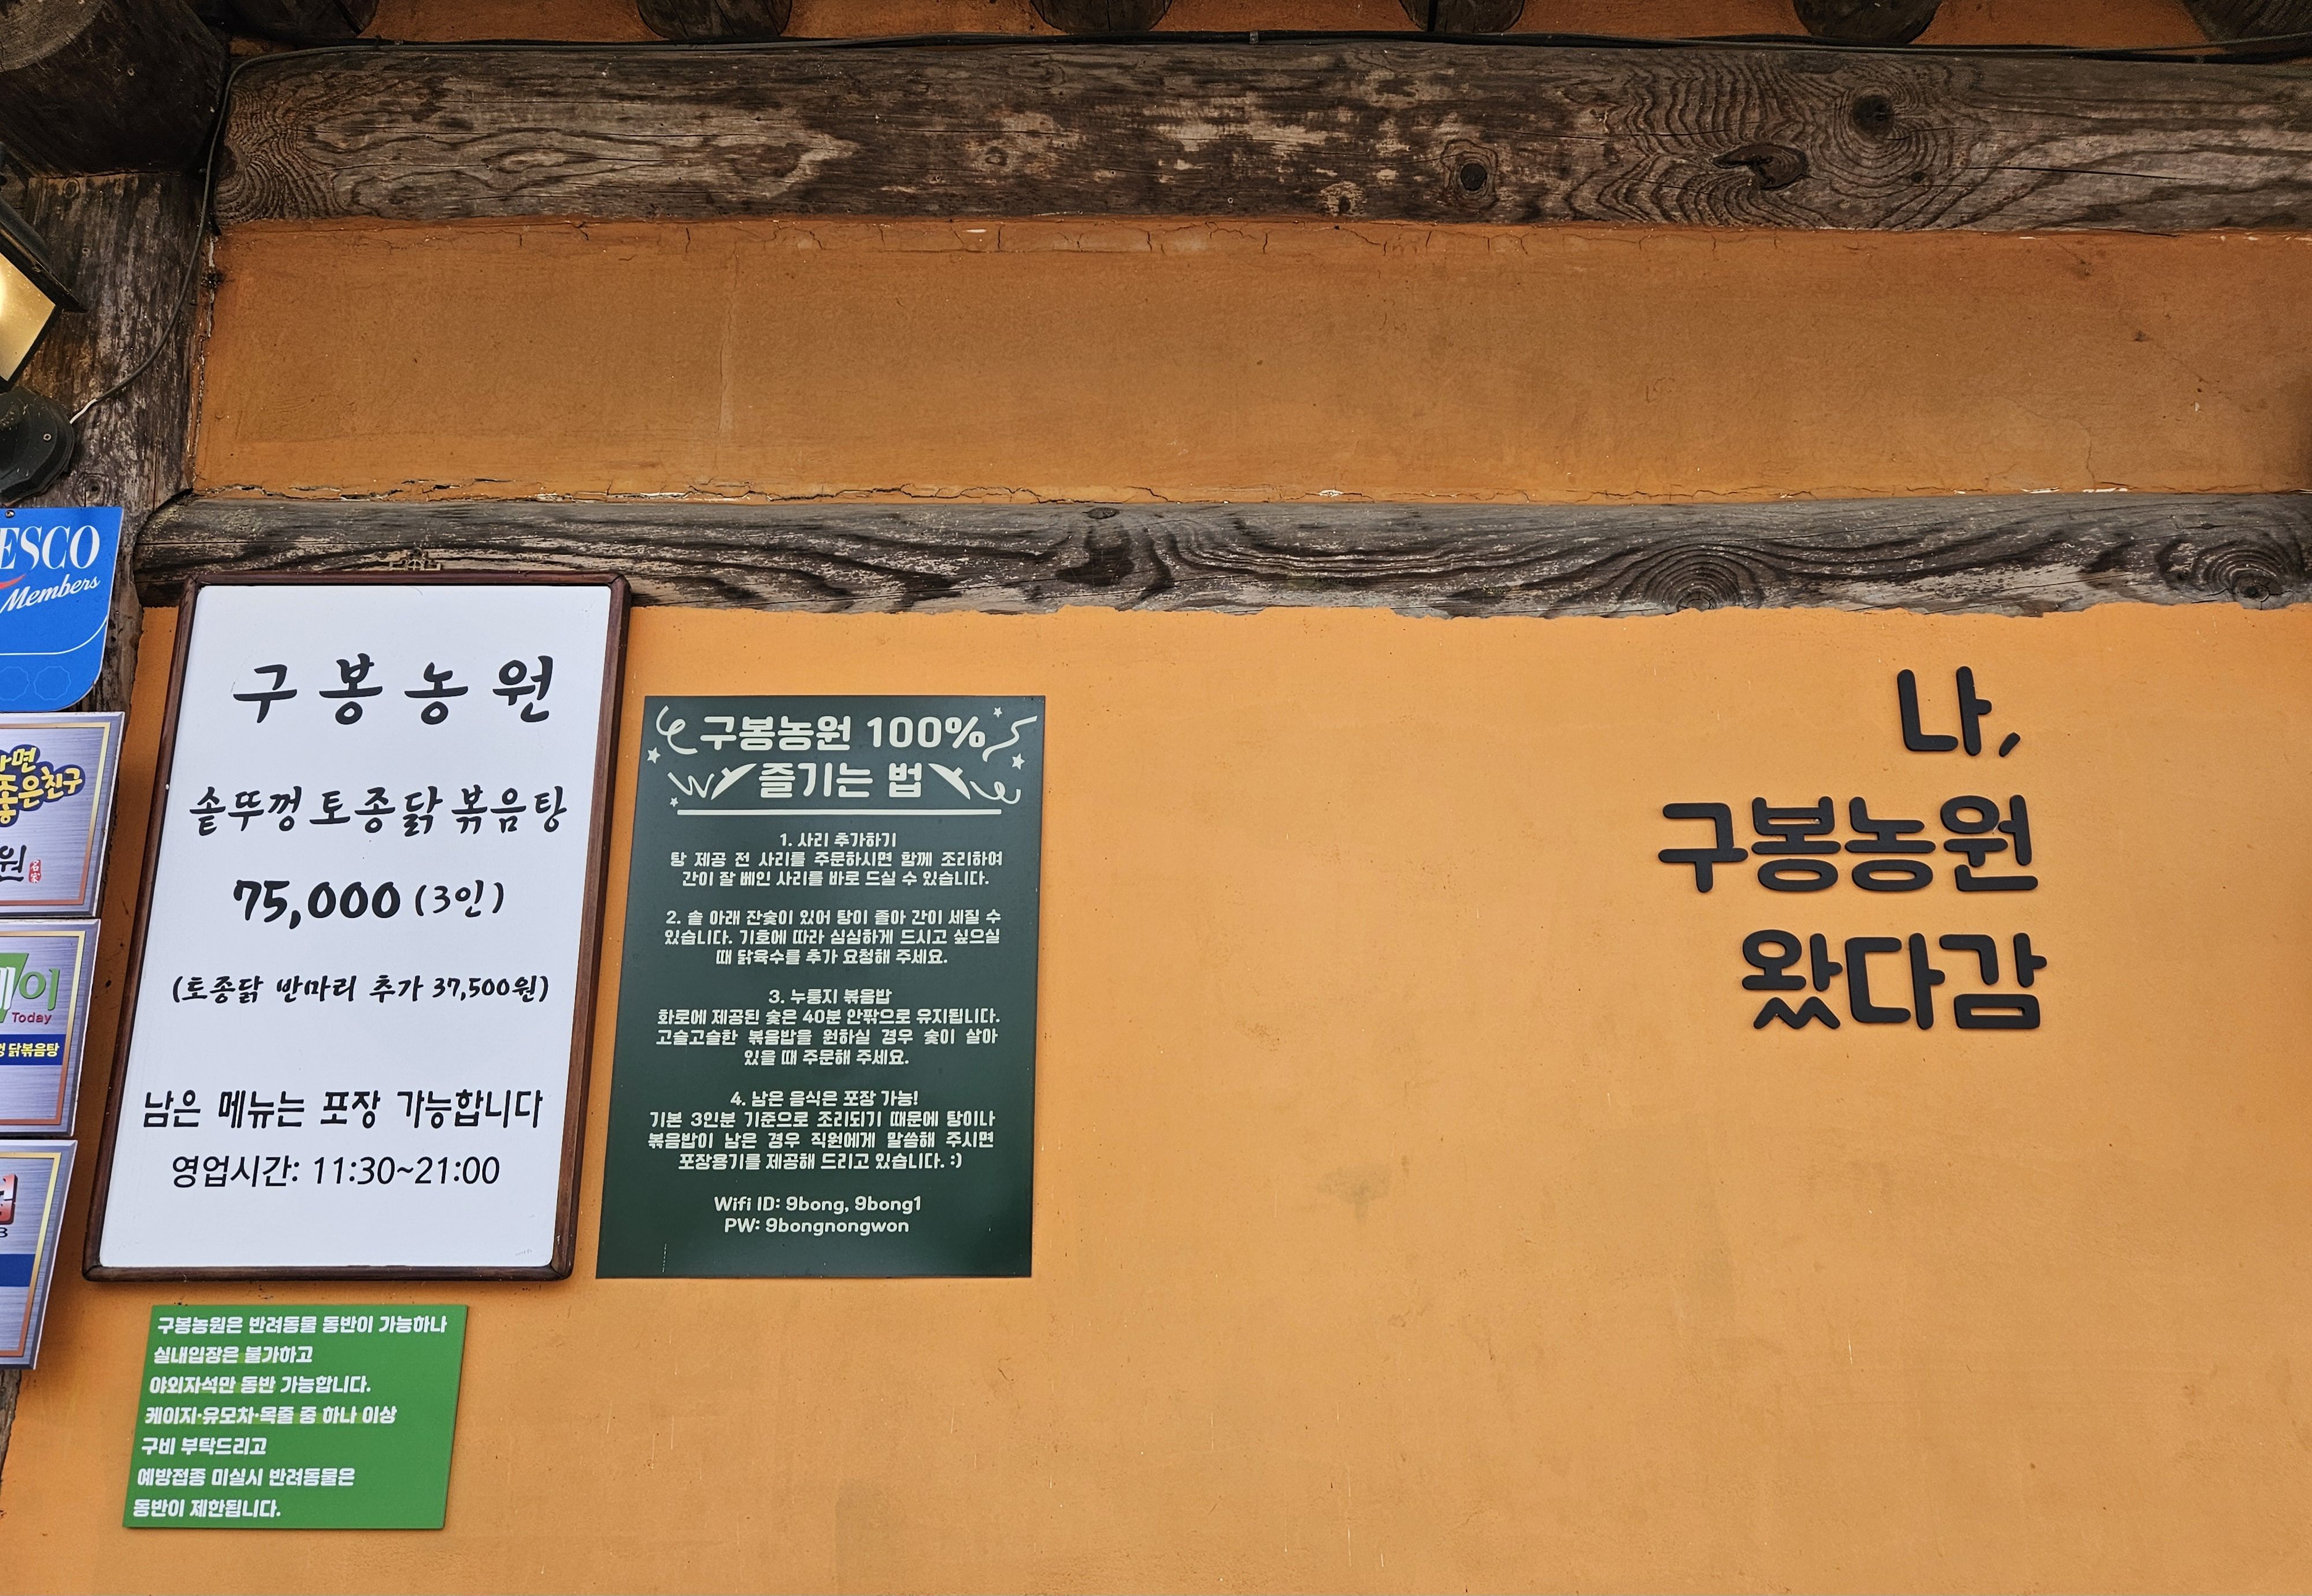 ESCO
Members
좋은친구
원
Today
닭볶음탕
구봉농원
솥뚜껑토종닭볶음탕
75,000 (3인)
(토종닭 반마리 추가 37,500원)
남은 메뉴는 포장 가능합니다
영업시간: 11:30~21:00
구봉농원은 반려동물 동반이 가능하나
실내입장은 불가하고
야외자석만 동반 가능합니다.
케이지·유모차·목줄 중 하나 이상
구비 부탁드리고
예방접종 미실시 반려동물은
동반이 제한됩니다.
구봉농원 100%
즐기는 법
1. 사리 추가하기
탕 제공 전 사리를 주문하시면 함께 조리하여
간이 잘 베인 사리를 바로 드실 수 있습니다.
2. 솥 아래 잔숯이 있어 탕이 졸아 간이 세질 수
있습니다. 기호에 따라 심심하게 드시고 싶으실
때 닭육수를 추가 요청해 주세요.
3. 누룽지 볶음밥
화로에 제공된 숯은 40분 안팎으로 유지됩니다.
고슬고슬한 볶음밥을 원하실 경우 숯이 살아
있을 때 주문해 주세요.
4. 남은 음식은 포장 가능!
기본 3인분 기준으로 조리되기 때문에 탕이나
볶음밥이 남은 경우 직원에게 말씀해 주시면
포장용기를 제공해 드리고 있습니다. :)
Wifi ID: 9bong, 9bong1
PW: 9bongnongwon
나,
구봉농원
왔다감